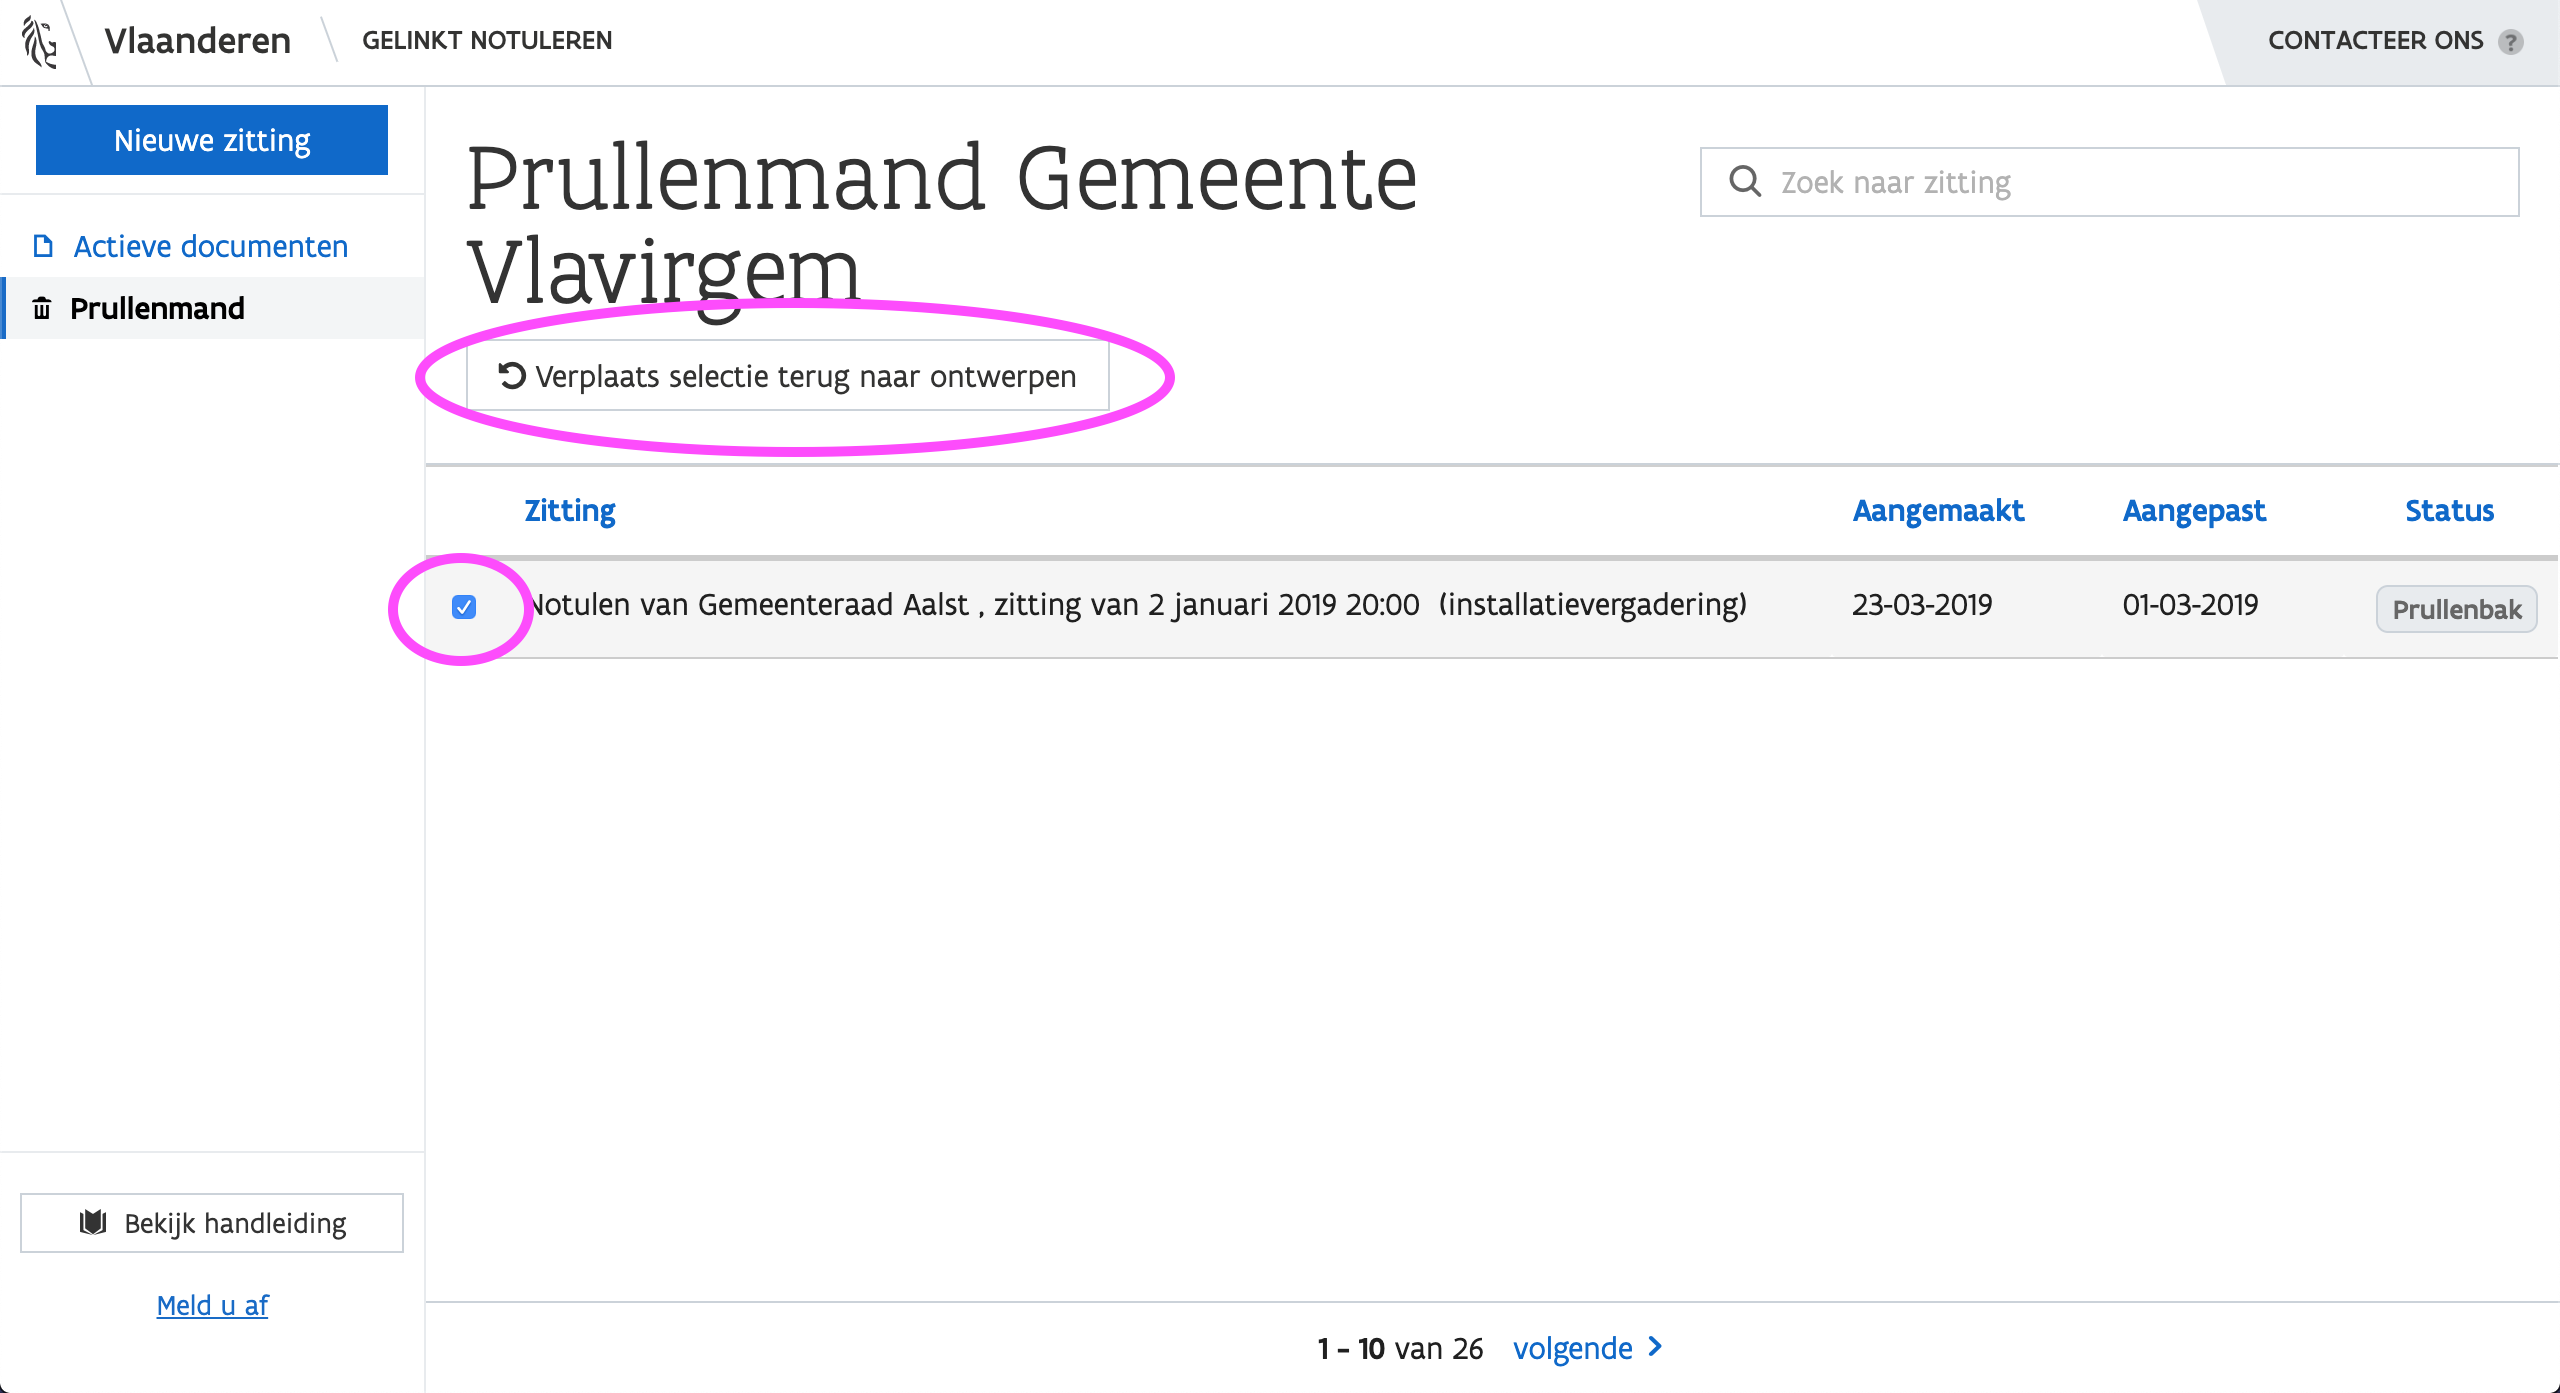 Vlaanderen
GELINKT NOTULEREN
CONTACTEER ONS ?
Nieuwe zitting
Actieve documenten
Prullenmand
Prullenmand Gemeente
Vlavirgem
Zoek naar zitting
Verplaats selectie terug naar ontwerpen
Zitting Aangemaakt Aangepast Status
Notulen van Gemeenteraad Aalst , zitting van 2 januari 2019 20:00 (installatievergadering) 23-03-2019 01-03-2019 Prullenbak
Bekijk handleiding
Meld u af
1 - 10 van 26 volgende